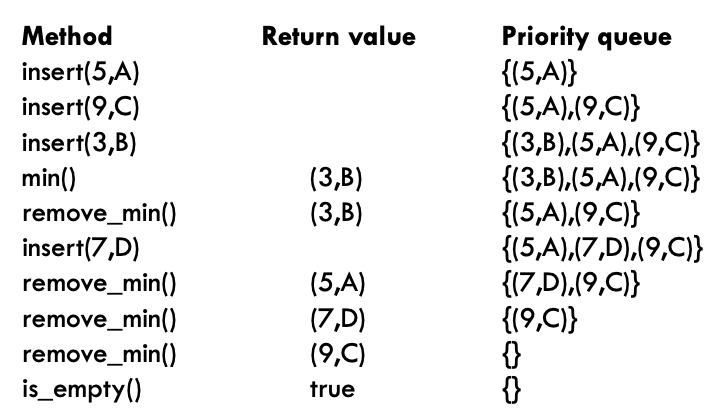 Method Return value Priority queue
insert(5,A) {(5,A)}
insert(9,C) {(5,A),(9,C)}
insert(3,B) {(3,B),(5,A),(9,C)}
min() (3,B) {(3,B),(5,A),(9,C)}
remove_min() (3,B) {(5,A),(9,C)}
insert(7,D) {(5,A),(7,D),(9,C)}
remove_min() (5,A) {(7,D),(9,C)}
remove_min() (7,D) {(9,C)}
remove_min() (9,C) {}
is_empty() true {}